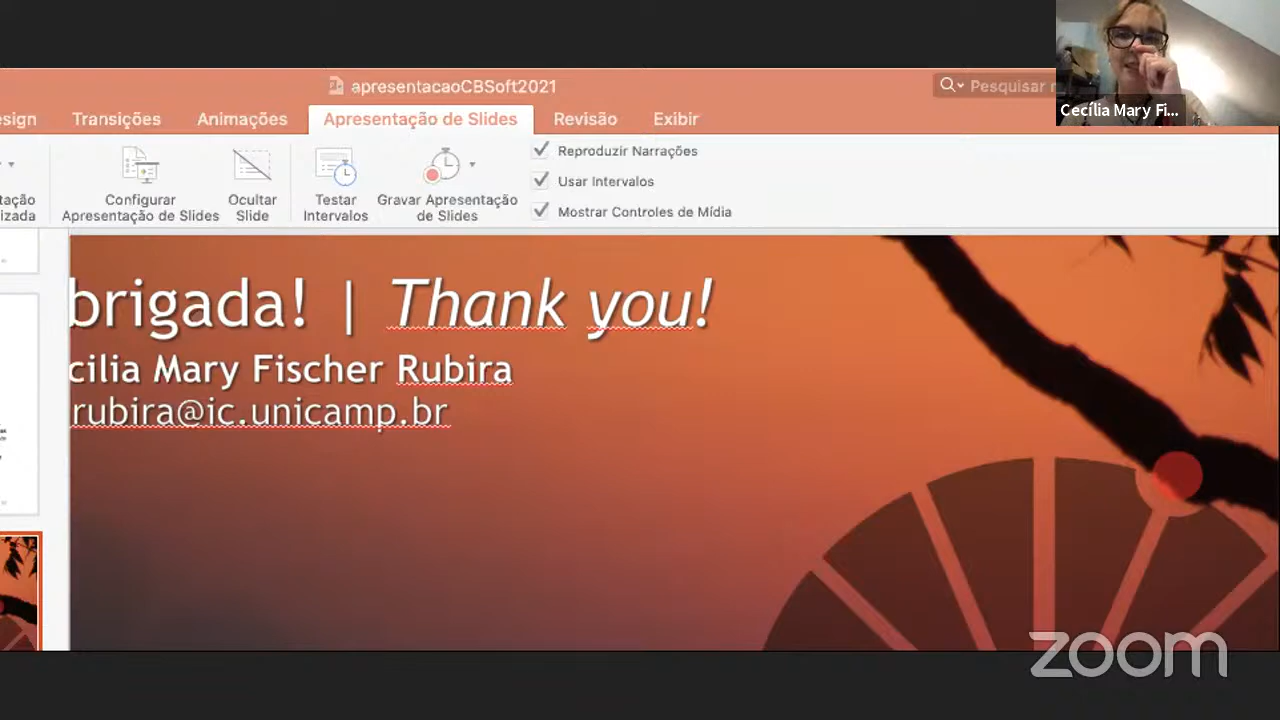 apresentacaoCBSoft2021
Pesquisar
Cecília Mary Fi...
esign
Transições
Animações
Apresentação de Slides
Revisão
Exibir
tação
izada
Configurar
Apresentação de Slides
Ocultar
Slide
Testar
Intervalos
Gravar Apresentação
de Slides
Reproduzir Narrações
Usar Intervalos
Mostrar Controles de Mídia
brigada! | Thank you!
cilia Mary Fischer Rubira
rubira@ic.unicamp.br
zoom